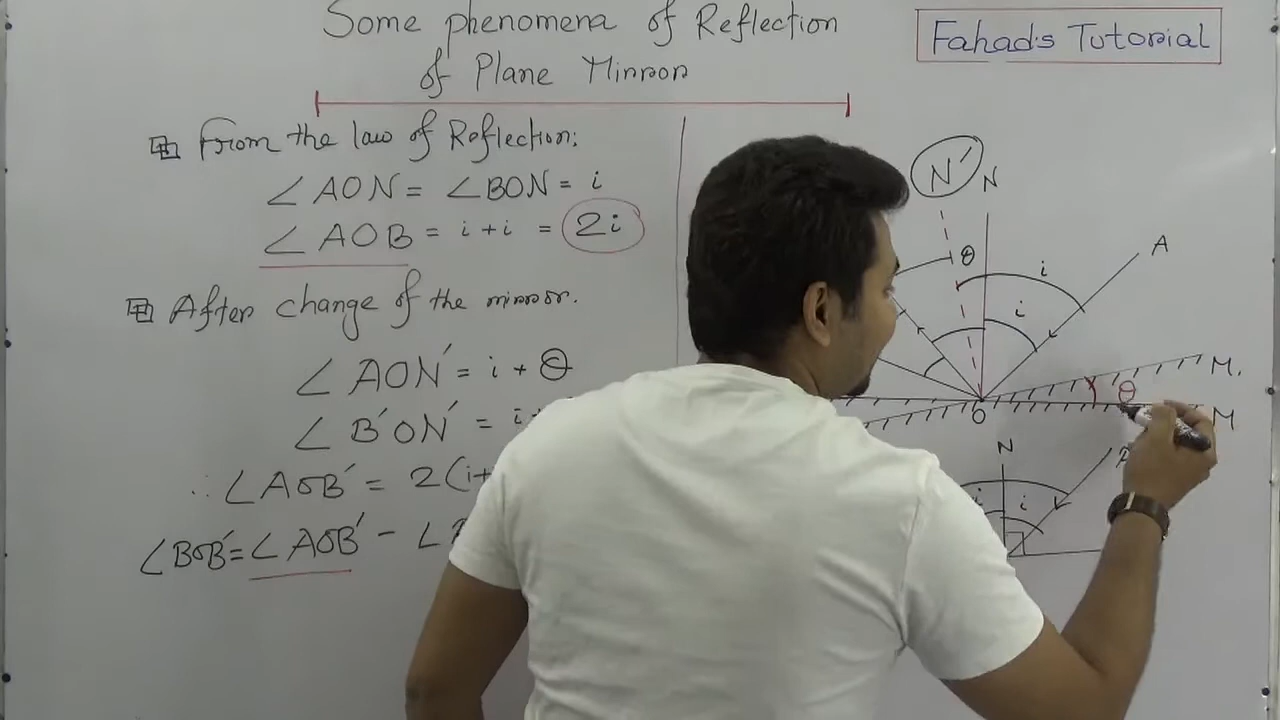 Some phenomena of Reflection
of Plane Mirror
Fahad's Tutorial
From the law of Reflection:
∠AON = ∠BON = i
∠AOB = i + i = 2i
After change of the mirror.
∠AON′ = i + θ
∠B′ON′ = i
∴ ∠AOB′ = 2(i+
∠BOB′ = ∠AOB′ - ∠
N′
N
A
θ
i
i
M₁
θ
O
M
N
i
i